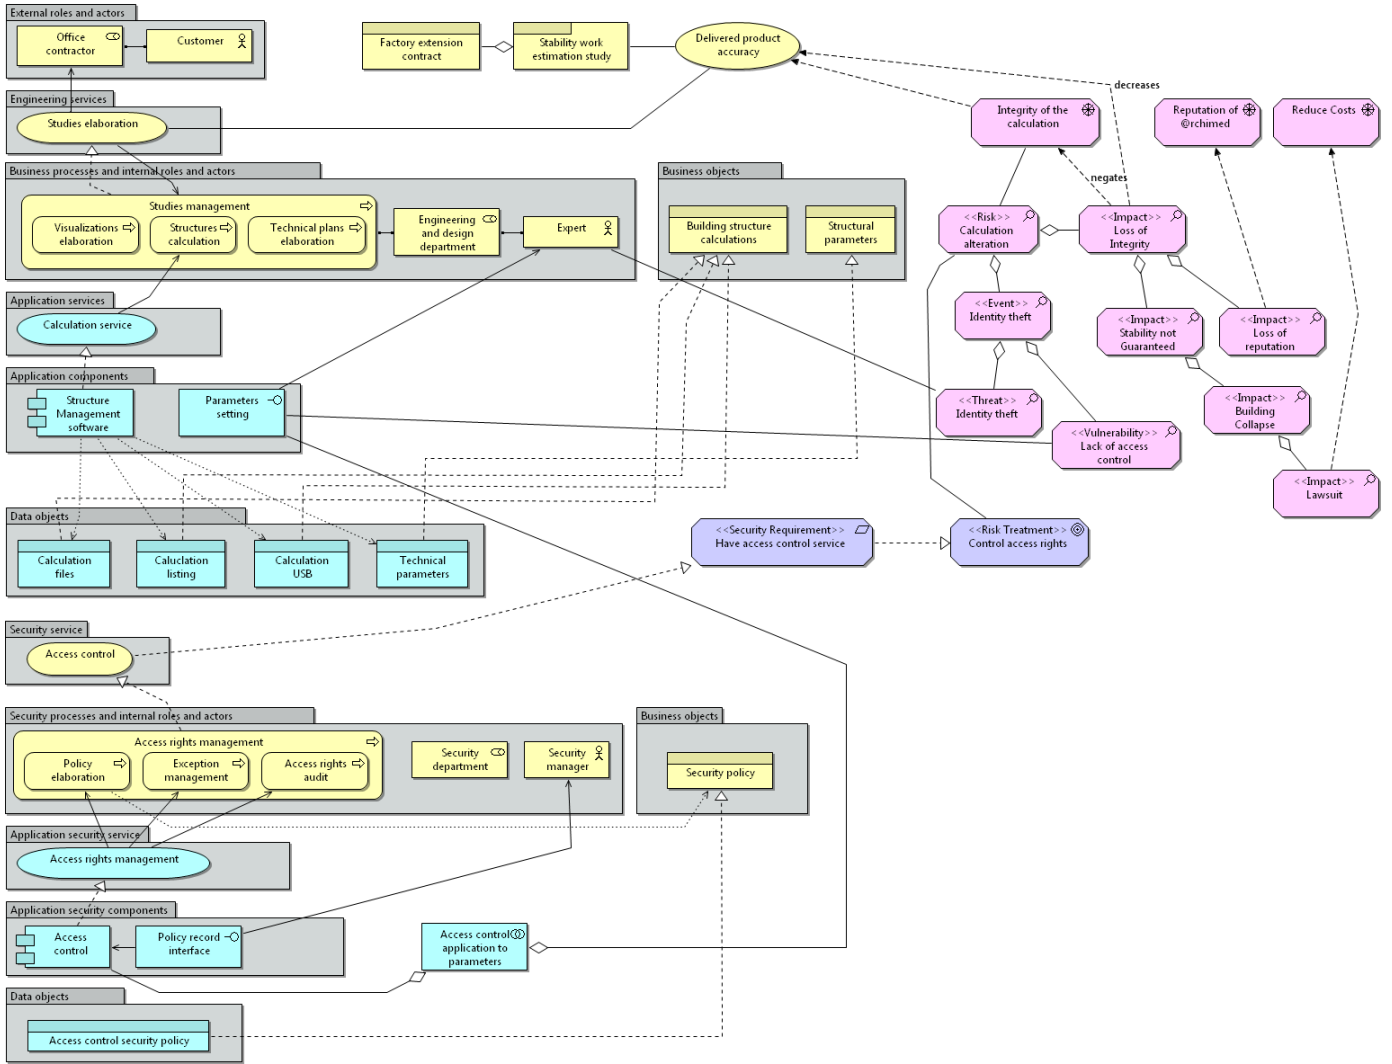 External roles and actors
Office
contractor
Customer
Factory extension
contract
Stability work
estimation study
Delivered product
accuracy
decreases
Engineering services
Studies elaboration
Integrity of the
calculation
Reputation of
@rchimed
Reduce Costs
negates
Business processes and internal roles and actors
Studies management
Visualizations
elaboration
Structures
calculation
Technical plans
elaboration
Engineering
and design
department
Expert
Business objects
Building structure
calculations
Structural
parameters
<<Risk>>
Calculation
alteration
<<Impact>>
Loss of
Integrity
Application services
Calculation service
<<Event>>
Identity theft
<<Impact>>
Stability not
Guaranteed
<<Impact>>
Loss of
reputation
Application components
Structure
Management
software
Parameters
setting
<<Threat>>
Identity theft
<<Impact>>
Building
Collapse
<<Vulnerability>>
Lack of access
control
<<Impact>>
Lawsuit
Data objects
Calculation
files
Caluclation
listing
Calculation
USB
Technical
parameters
<<Security Requirement>>
Have access control service
<<Risk Treatment>>
Control access rights
Security service
Access control
Security processes and internal roles and actors
Access rights management
Policy
elaboration
Exception
management
Access rights
audit
Security
department
Security
manager
Business objects
Security policy
Application security service
Access rights management
Application security components
Access
control
Policy record
interface
Access control
application to
parameters
Data objects
Access control security policy